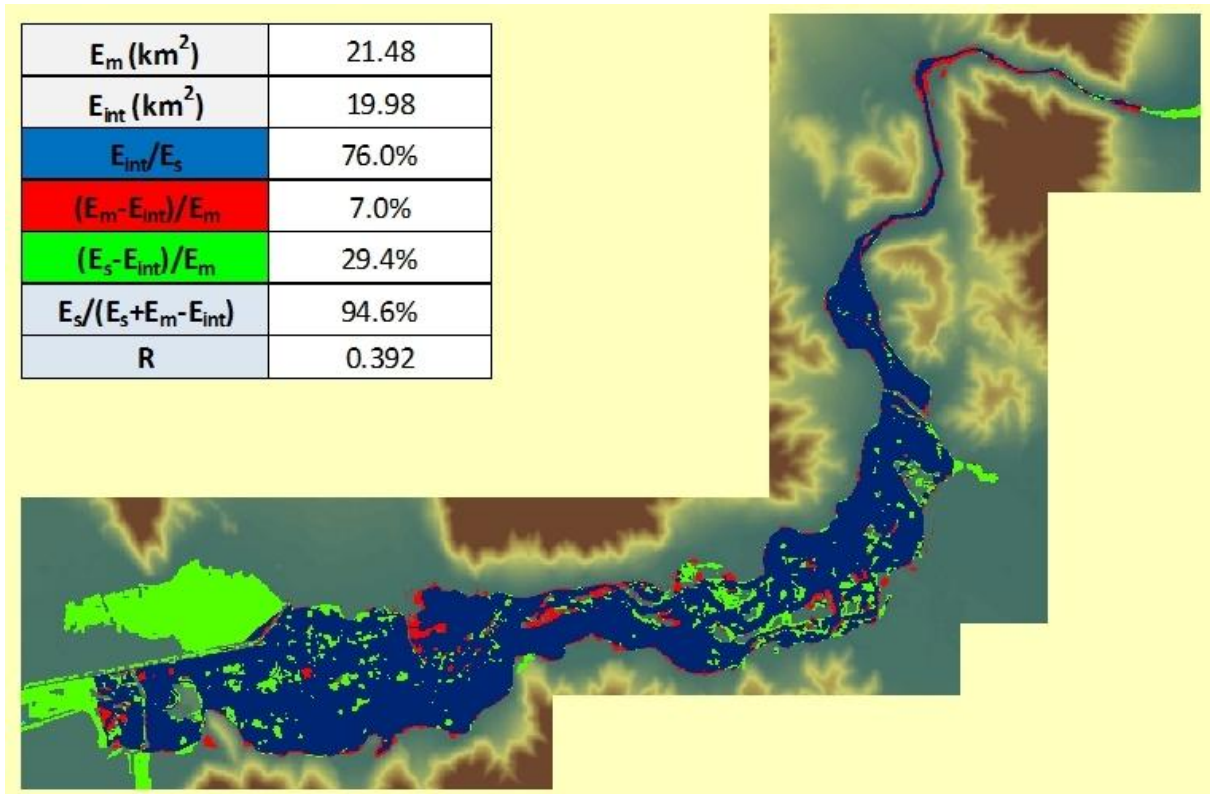 Em (km²) 21.48
Eint (km²) 19.98
Eint/Es 76.0%
(Em-Eint)/Em 7.0%
(Es-Eint)/Em 29.4%
Es/(Es+Em-Eint) 94.6%
R 0.392